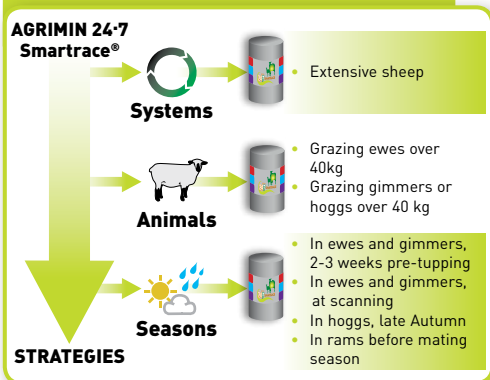 AGRIMIN 24·7
Smartrace®
Systems
• Extensive sheep
Animals
• Grazing ewes over
40kg
• Grazing gimmers or
hoggs over 40 kg
Seasons
• In ewes and gimmers,
2-3 weeks pre-tupping
• In ewes and gimmers,
at scanning
• In hoggs, late Autumn
• In rams before mating
season
STRATEGIES